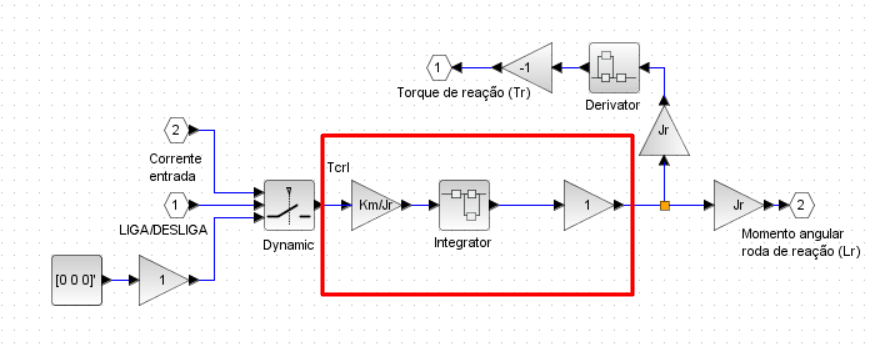 1
-1
Torque de reação (Tr)
Derivator
Jr
2
Corrente
entrada
1
LIGA/DESLIGA
Dynamic
Tcrl
Km/Jr
Integrator
1
Jr
2
Momento angular
roda de reação (Lr)
[0 0 0]'
1